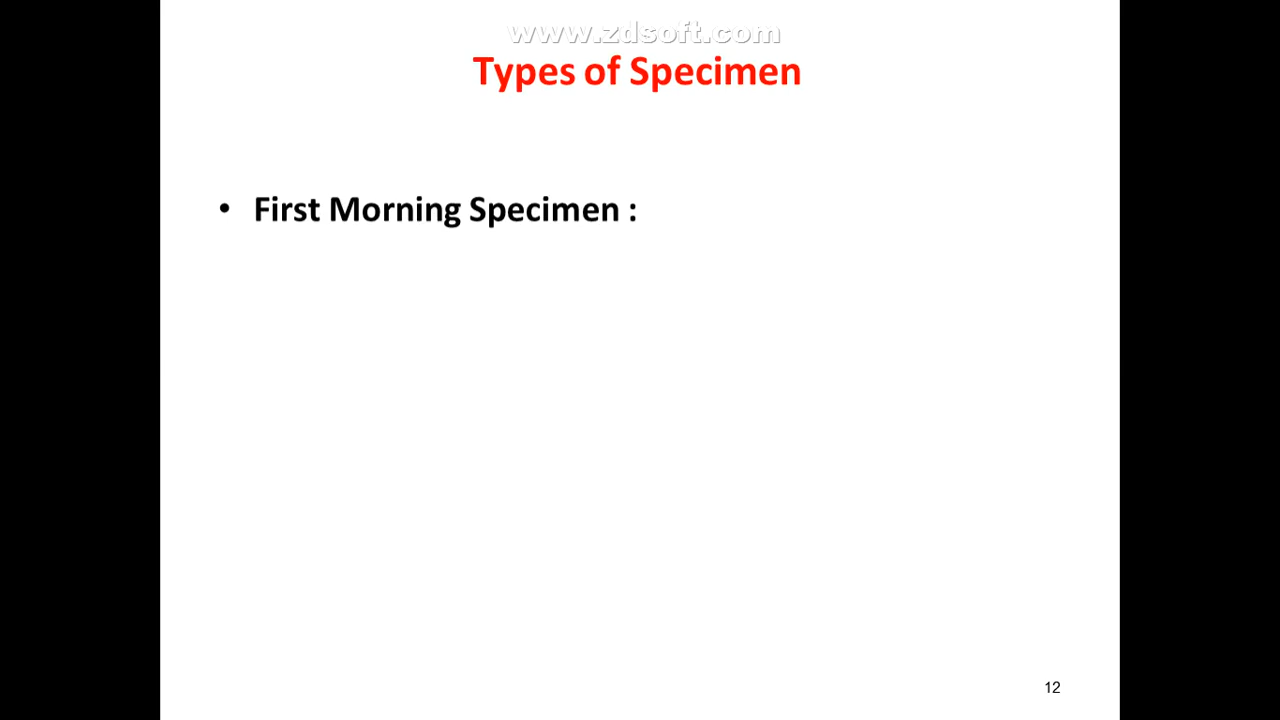 www.zdsoft.com
Types of Specimen
• First Morning Specimen :
12